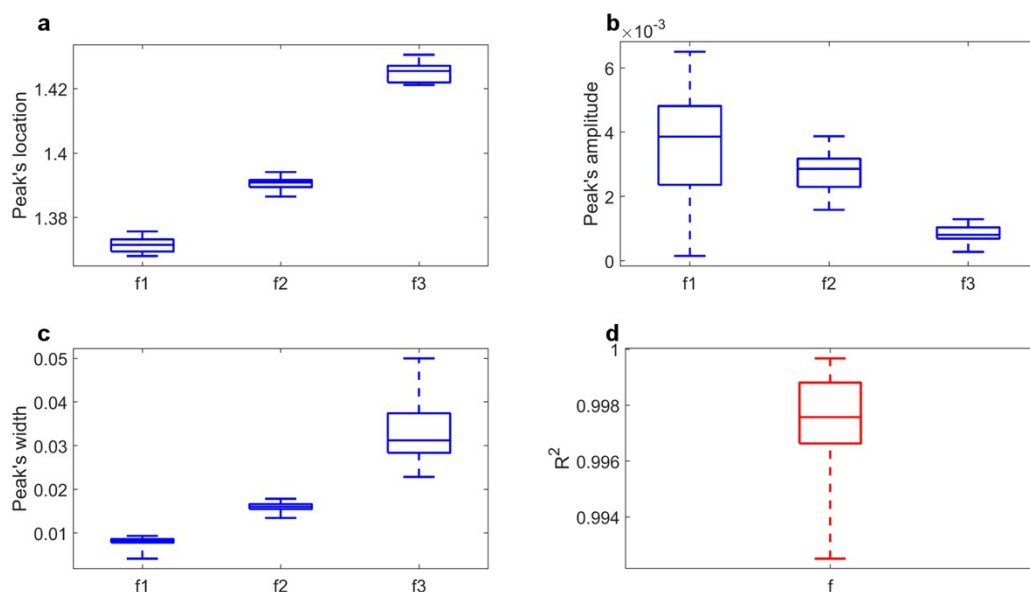 a
Peak's location
1.42
1.4
1.38
f1 f2 f3
b
×10⁻³
Peak's amplitude
6
4
2
0
f1 f2 f3
c
Peak's width
0.05
0.04
0.03
0.02
0.01
f1 f2 f3
d
R²
1
0.998
0.996
0.994
f